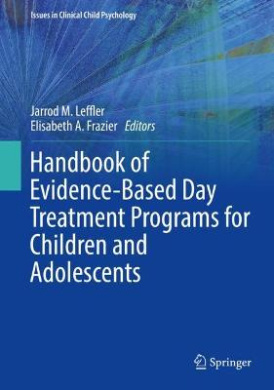 Issues in Clinical Child Psychology
Jarrod M. Leffler
Elisabeth A. Frazier Editors
Handbook of
Evidence-Based Day
Treatment Programs for
Children and
Adolescents
Springer